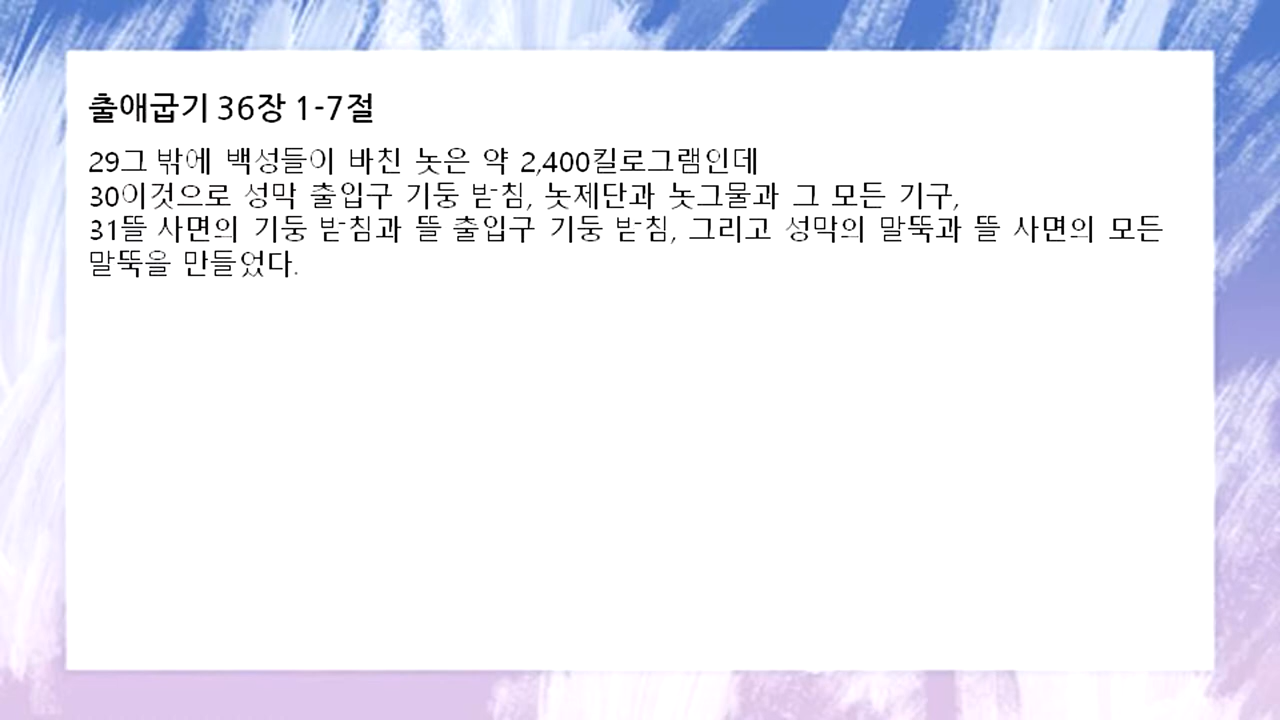 출애굽기 36장 1-7절
29그 밖에 백성들이 바친 놋은 약 2,400킬로그램인데
30이것으로 성막 출입구 기둥 받침, 놋제단과 놋그물과 그 모든 기구,
31뜰 사면의 기둥 받침과 뜰 출입구 기둥 받침, 그리고 성막의 말뚝과 뜰 사면의 모든
말뚝을 만들었다.